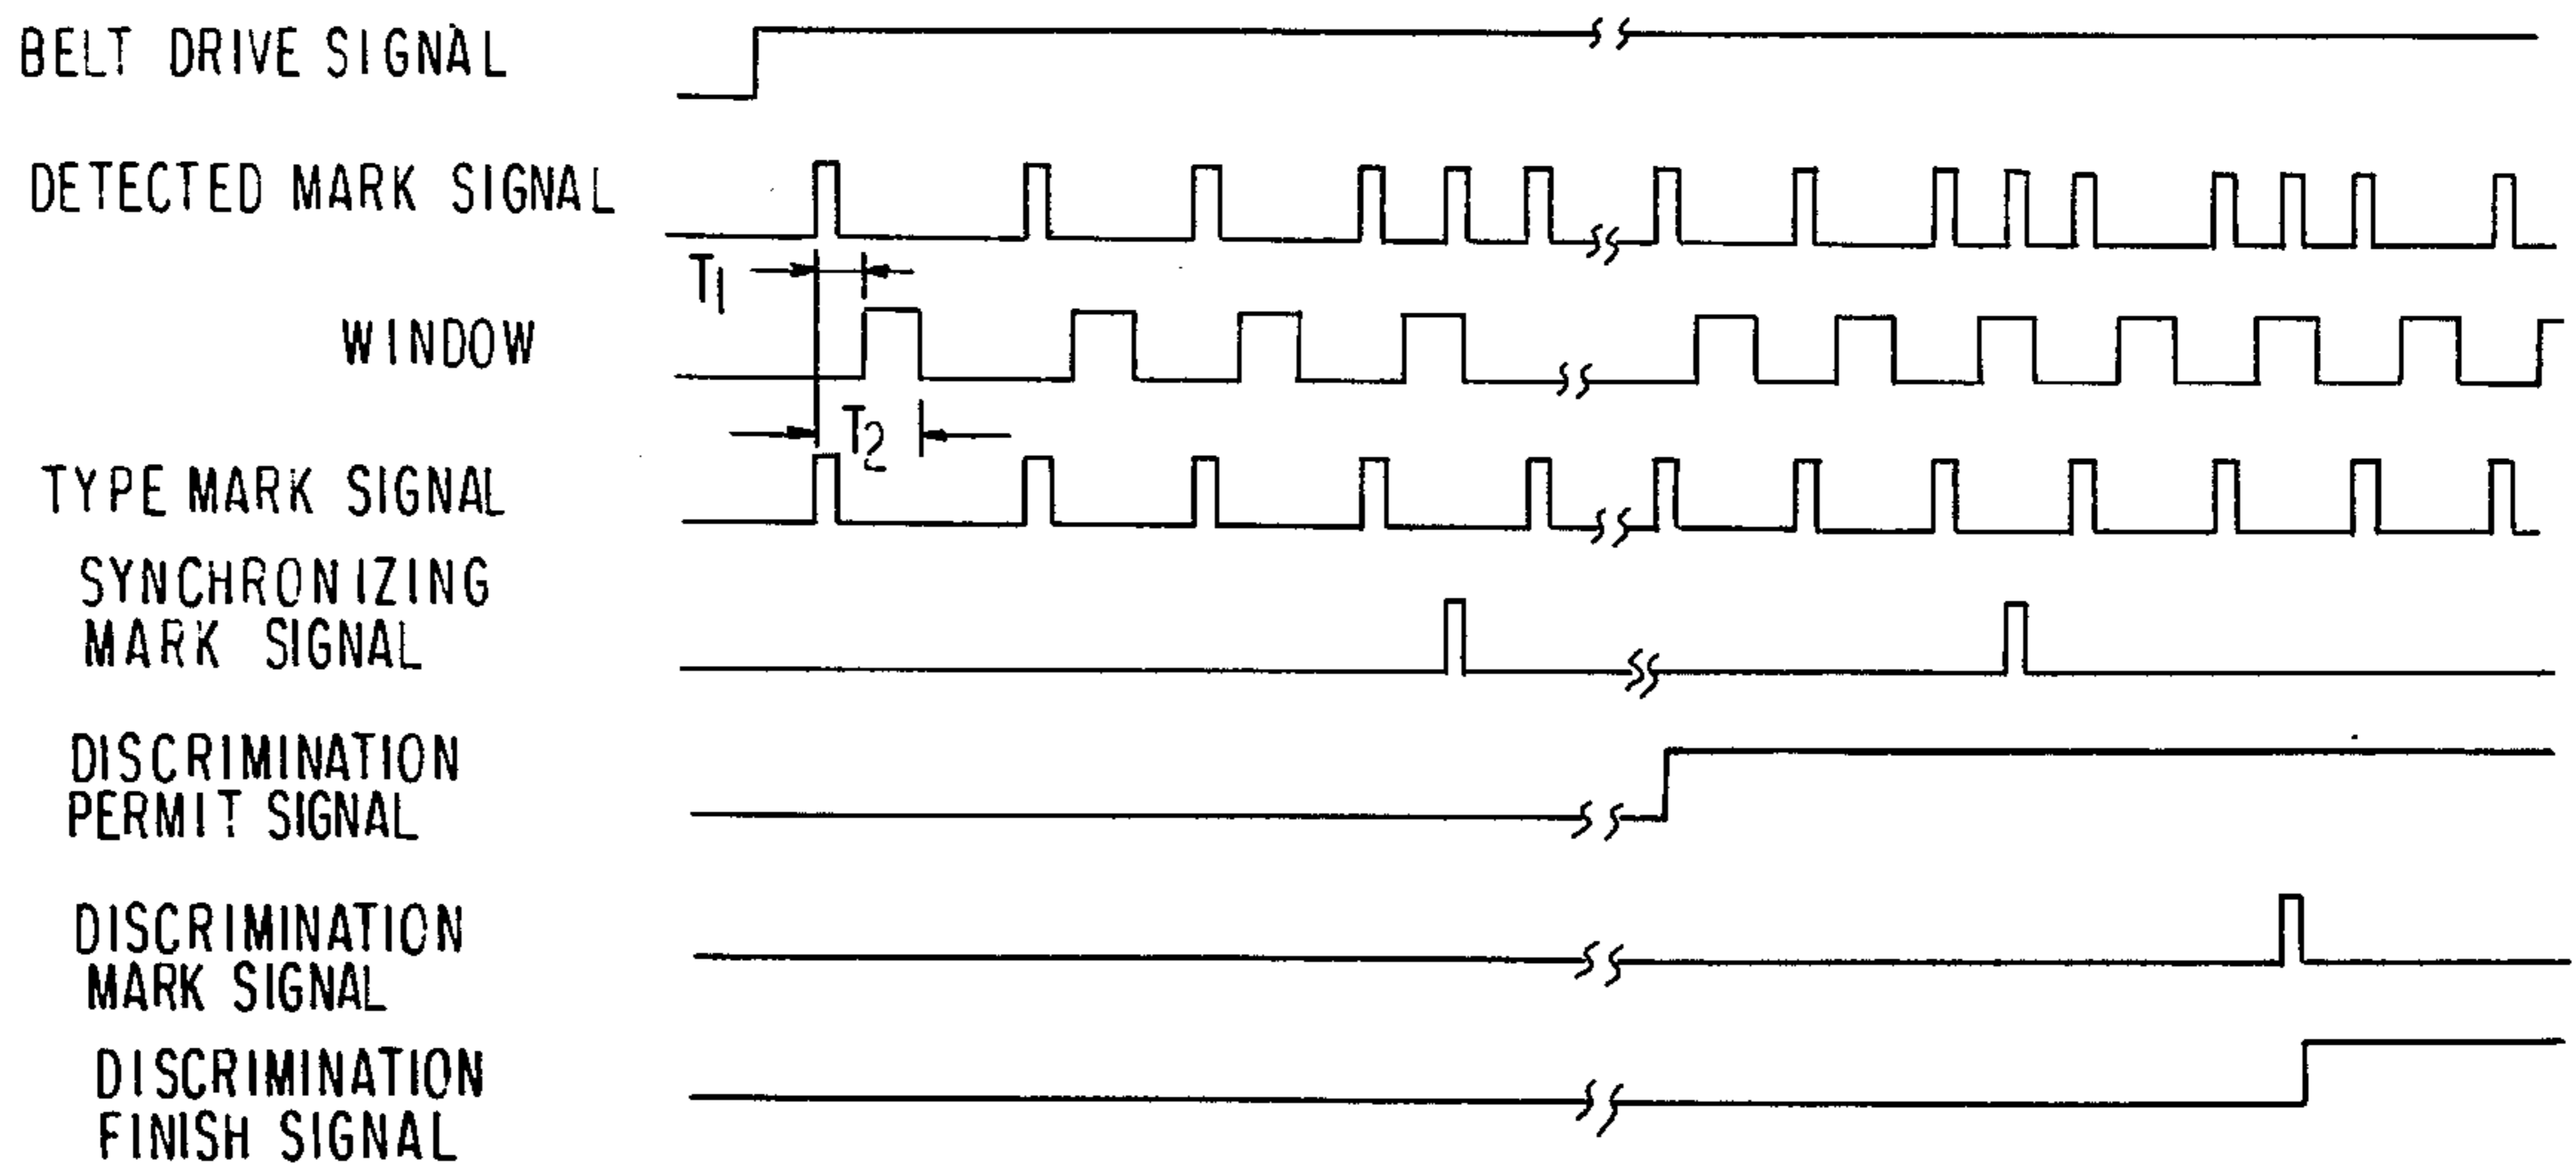 BELT DRIVE SIGNAL
DETECTED MARK SIGNAL
T1
WINDOW
T2
TYPE MARK SIGNAL
SYNCHRONIZING
MARK SIGNAL
DISCRIMINATION
PERMIT SIGNAL
DISCRIMINATION
MARK SIGNAL
DISCRIMINATION
FINISH SIGNAL